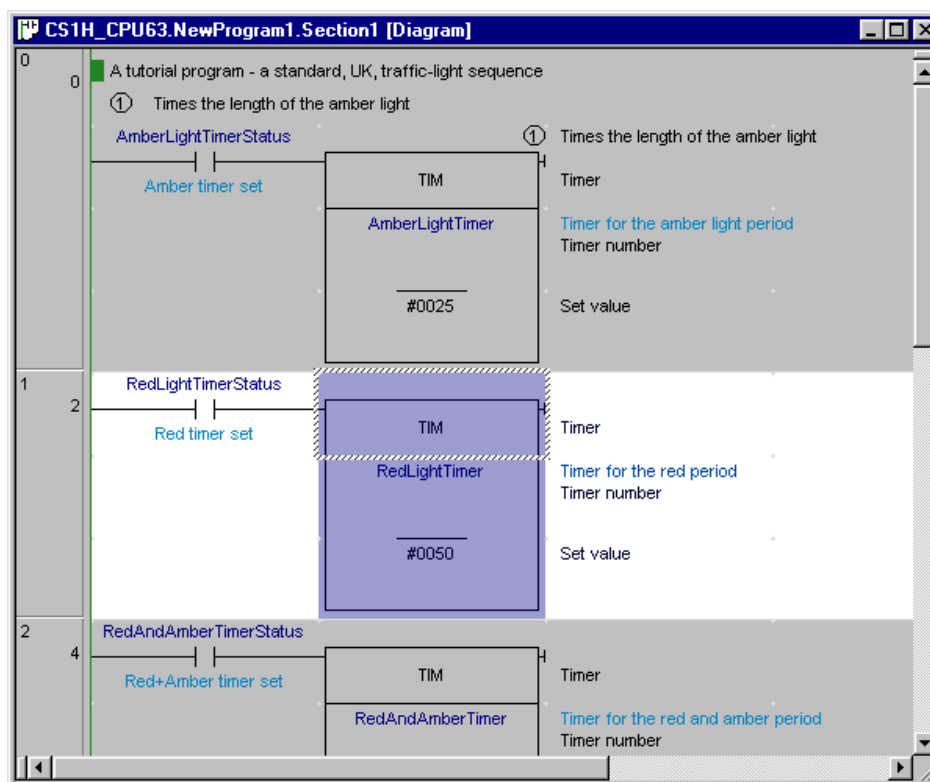 CS1H_CPU63.NewProgram1.Section1 [Diagram]
0
0
A tutorial program - a standard, UK, traffic-light sequence
1 Times the length of the amber light
AmberLightTimerStatus
1 Times the length of the amber light
Amber timer set
TIM
Timer
AmberLightTimer
Timer for the amber light period
Timer number
#0025
Set value
1
2
RedLightTimerStatus
Red timer set
TIM
Timer
RedLightTimer
Timer for the red period
Timer number
#0050
Set value
2
4
RedAndAmberTimerStatus
Red+Amber timer set
TIM
Timer
RedAndAmberTimer
Timer for the red and amber period
Timer number